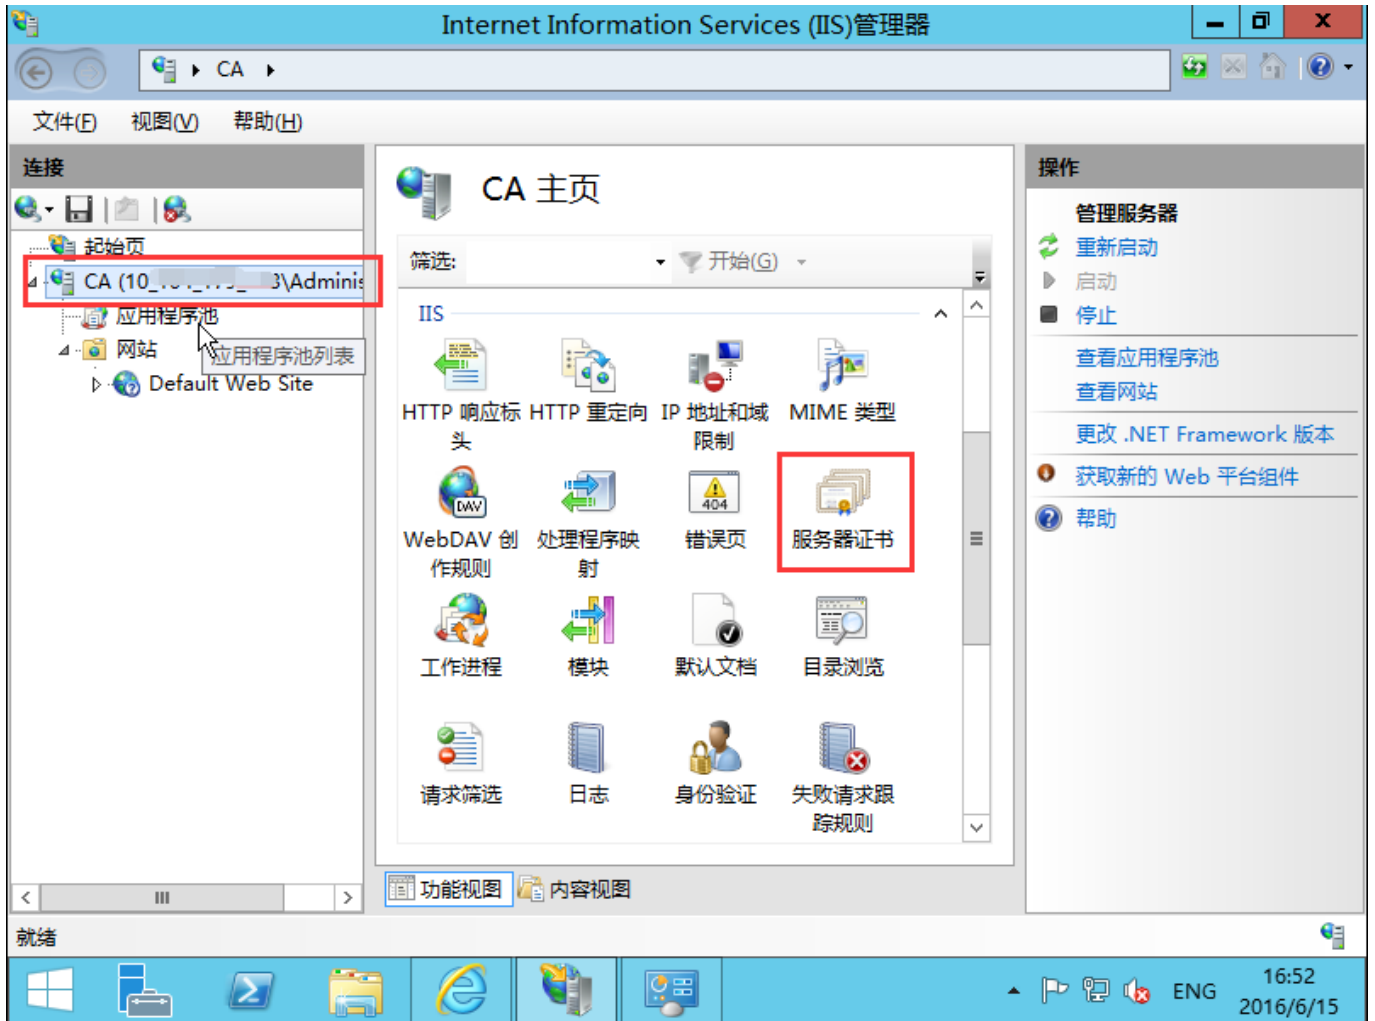 Internet Information Services (IIS)管理器
CA
文件(F) 视图(V) 帮助(H)
连接
起始页
CA (10_
3\Adminis
应用程序池
网站
应用程序池列表
Default Web Site
CA 主页
筛选:
开始(G)
IIS
HTTP 响应标
头
HTTP 重定向
IP 地址和域
限制
MIME 类型
WebDAV 创
作规则
DAV
处理程序映
射
404
错误页
服务器证书
工作进程
模块
默认文档
目录浏览
请求筛选
日志
身份验证
失败请求跟
踪规则
功能视图
内容视图
操作
管理服务器
重新启动
启动
停止
查看应用程序池
查看网站
更改 .NET Framework 版本
获取新的 Web 平台组件
帮助
就绪
ENG
16:52
2016/6/15